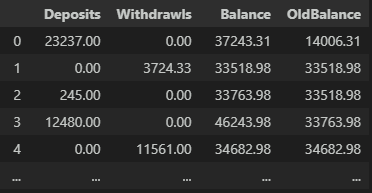 Deposits Withdrawls Balance OldBalance
0 23237.00 0.00 37243.31 14006.31
1 0.00 3724.33 33518.98 33518.98
2 245.00 0.00 33763.98 33518.98
3 12480.00 0.00 46243.98 33763.98
4 0.00 11561.00 34682.98 34682.98
... ... ... ... ...